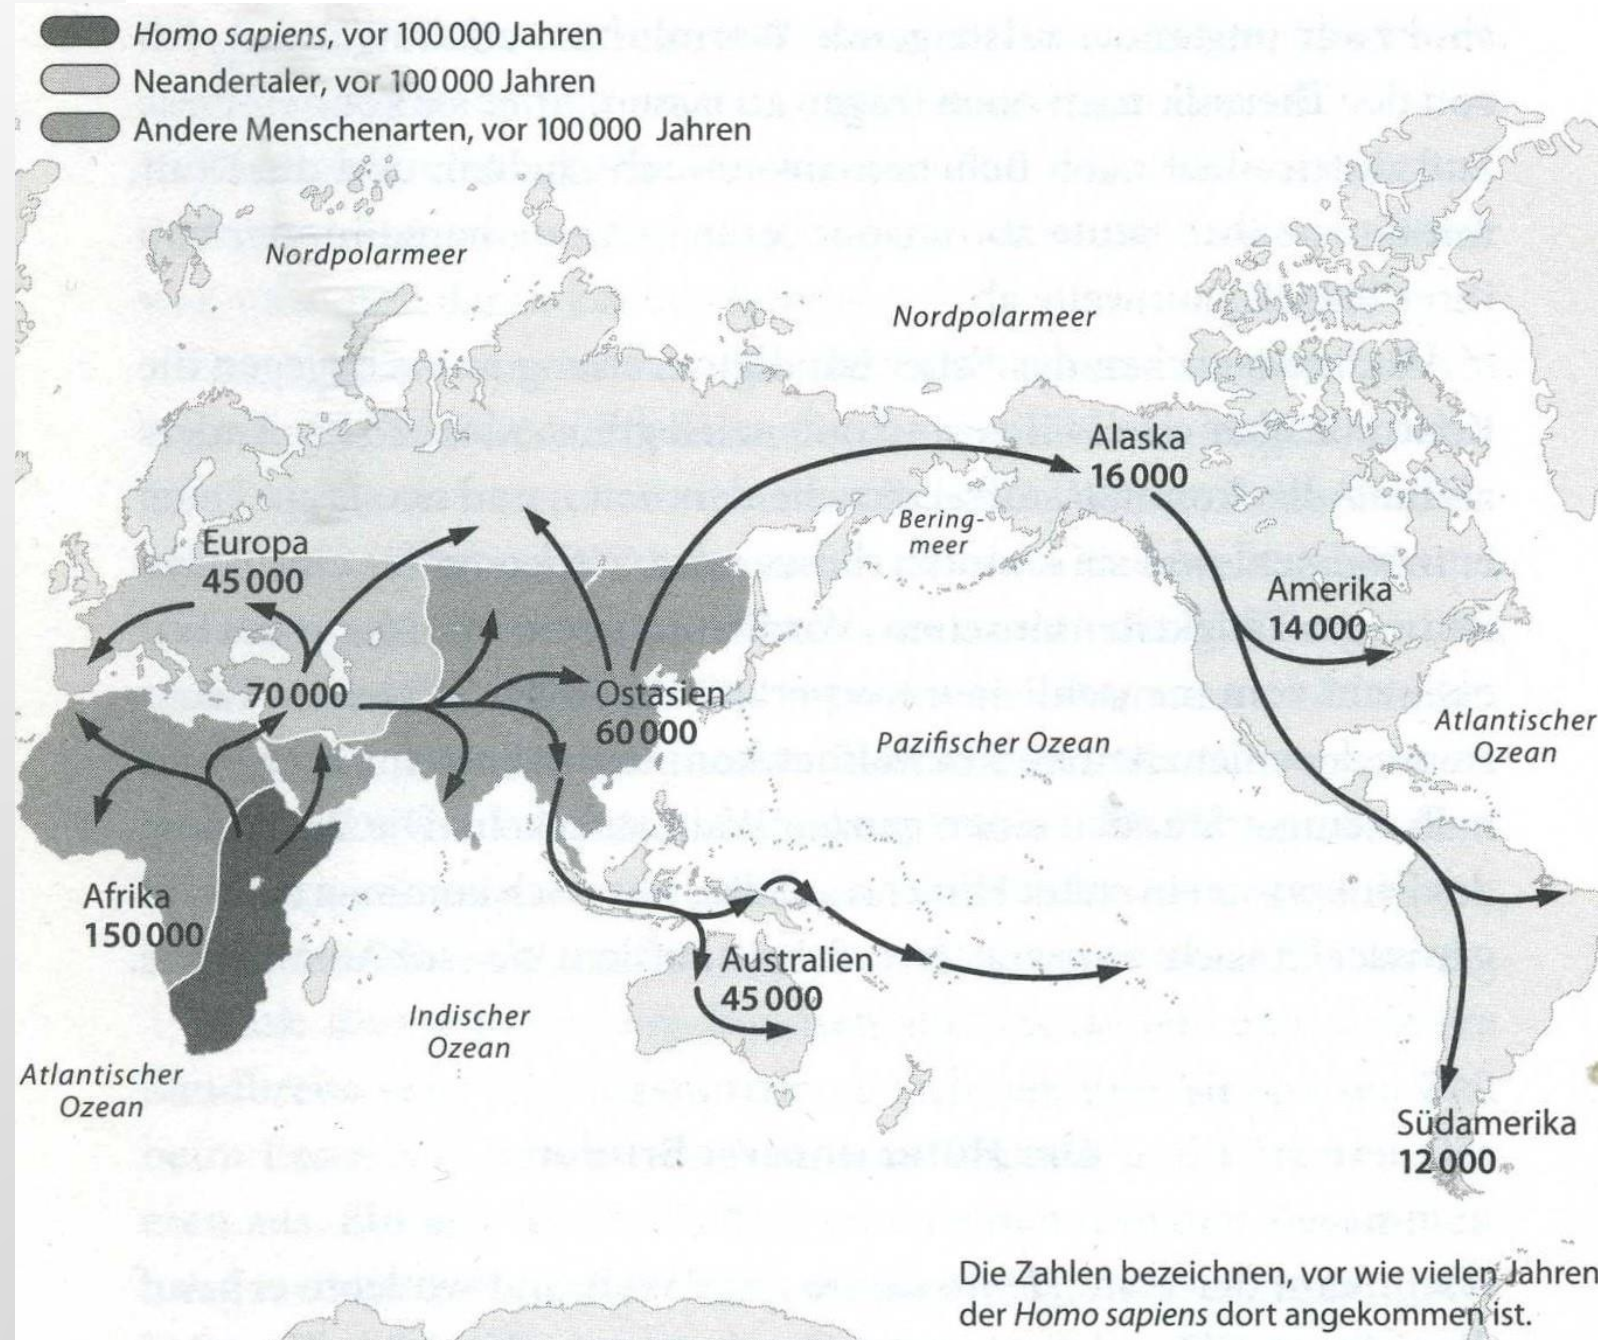 Homo sapiens, vor 100 000 Jahren
Neandertaler, vor 100 000 Jahren
Andere Menschenarten, vor 100 000 Jahren
Nordpolarmeer
Nordpolarmeer
Alaska
16 000
Bering-
meer
Europa
45 000
Amerika
14 000
70 000
Ostasien
60 000
Pazifischer Ozean
Atlantischer
Ozean
Afrika
150 000
Australien
45 000
Indischer
Ozean
Atlantischer
Ozean
Südamerika
12 000
Die Zahlen bezeichnen, vor wie vielen Jahren
der Homo sapiens dort angekommen ist.